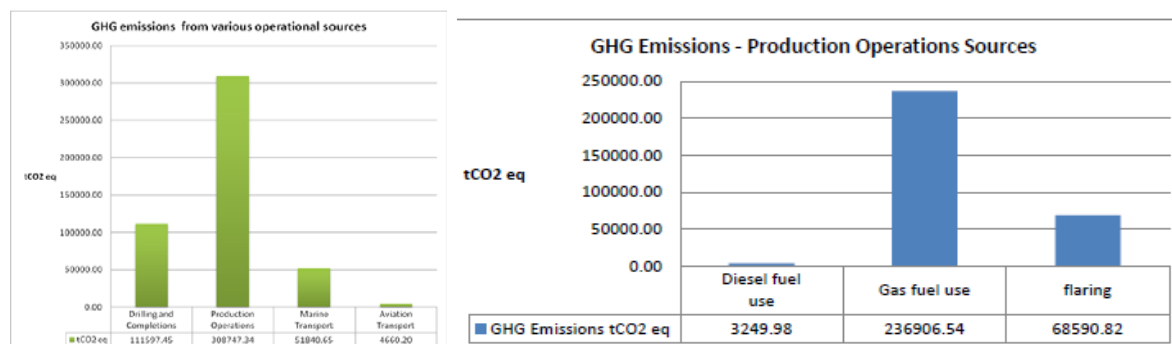 GHG emissions from various operational sources
350000.00
300000.00
250000.00
200000.00
150000.00
100000.00
50000.00
0.00
tCO2 eq
Drilling and Completions
Production Operations
Marine Transport
Aviation Transport
tCO2 eq
111597.45
308747.34
51840.65
4660.20
GHG Emissions - Production Operations Sources
250000.00
200000.00
150000.00
100000.00
50000.00
0.00
tCO2 eq
Diesel fuel
use
Gas fuel use
flaring
GHG Emissions tCO2 eq
3249.98
236906.54
68590.82